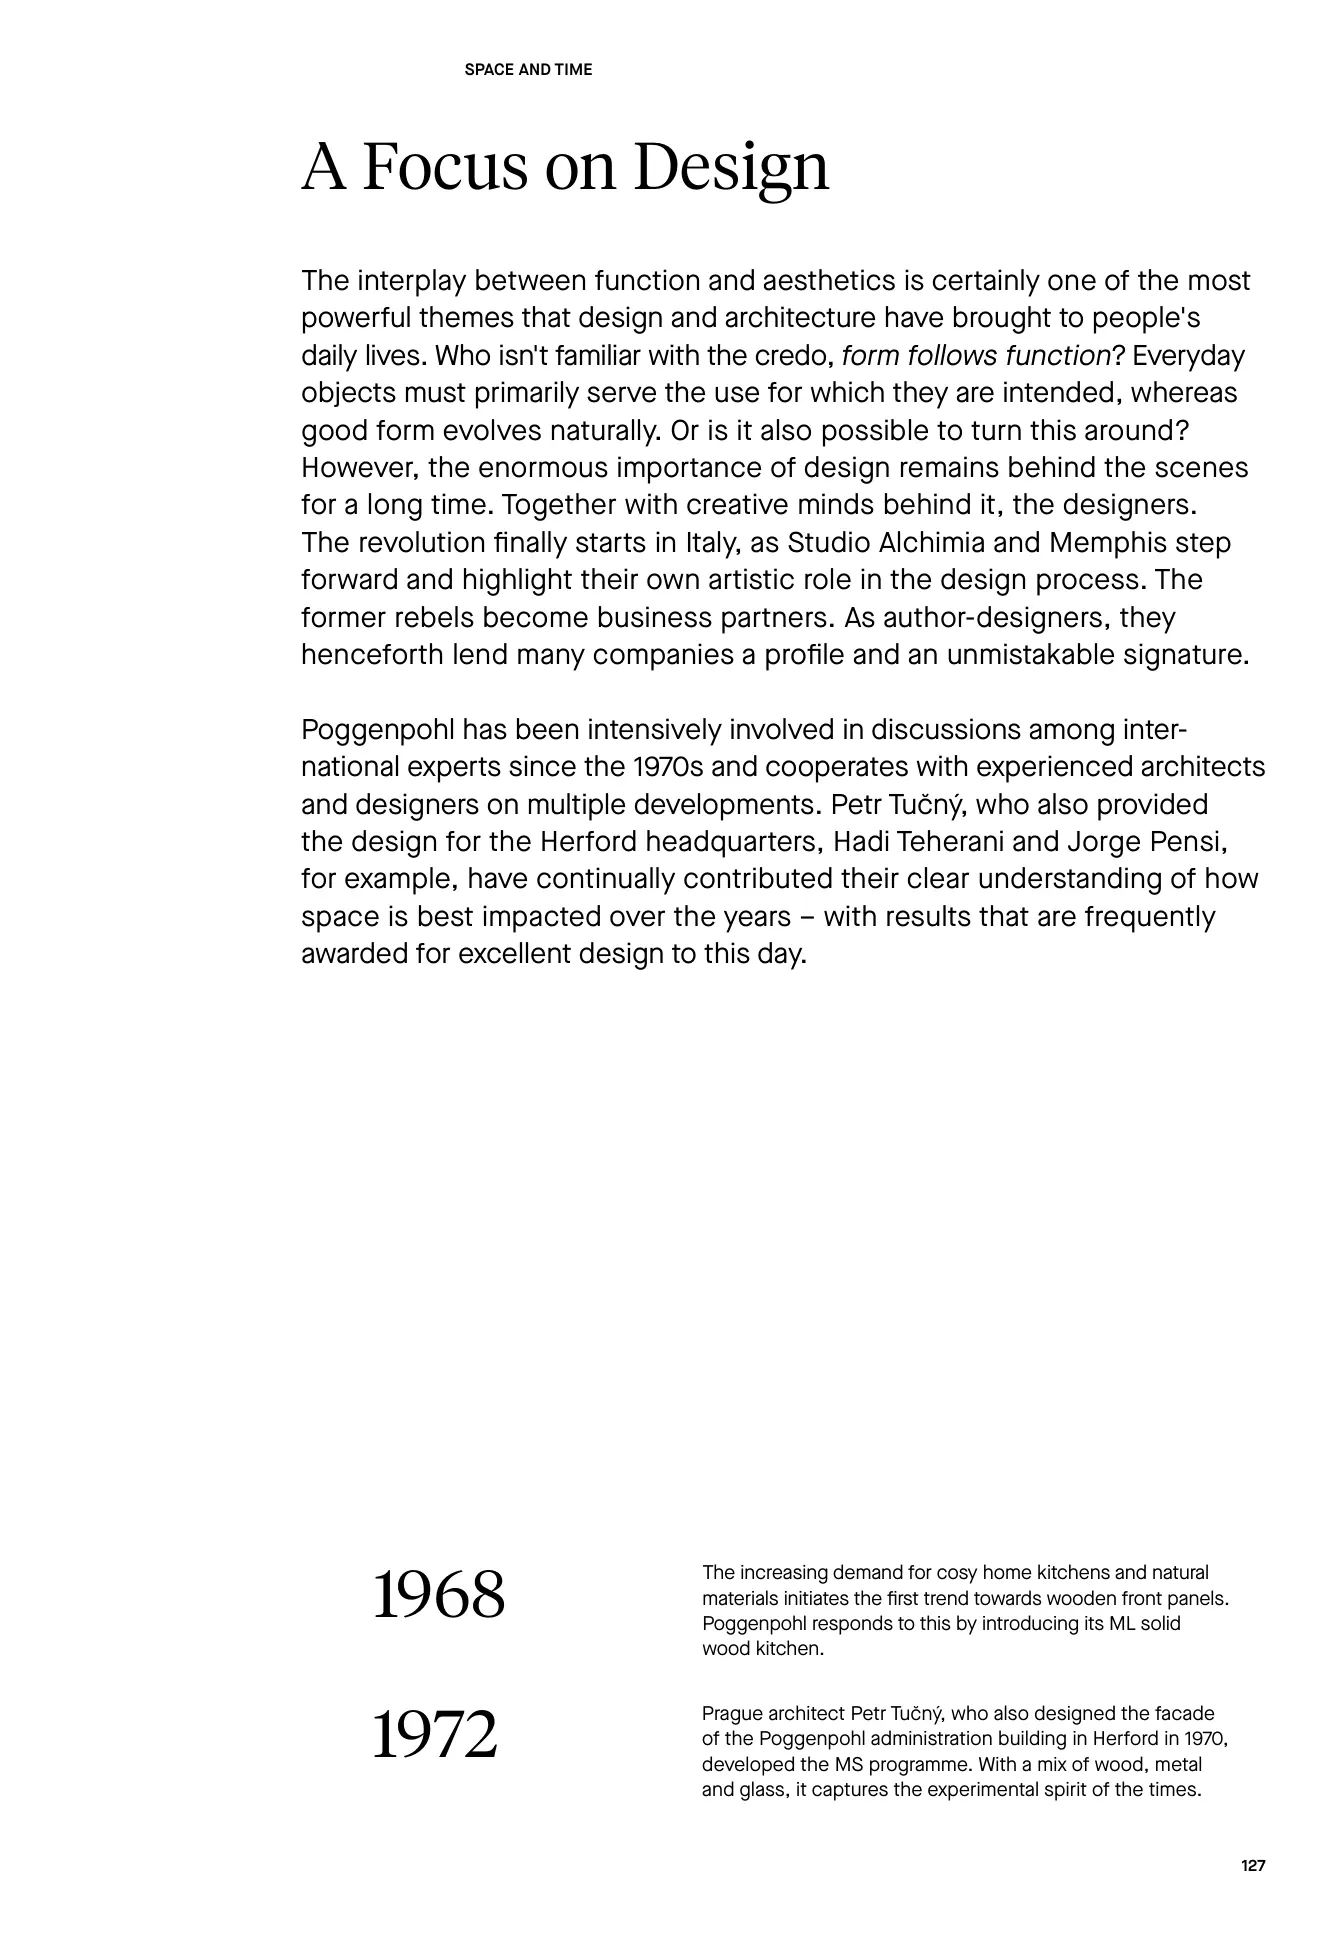 SPACE AND TIME
A Focus on Design
The interplay between function and aesthetics is certainly one of the most
powerful themes that design and architecture have brought to people's
daily lives. Who isn't familiar with the credo, form follows function? Everyday
objects must primarily serve the use for which they are intended, whereas
good form evolves naturally. Or is it also possible to turn this around?
However, the enormous importance of design remains behind the scenes
for a long time. Together with creative minds behind it, the designers.
The revolution finally starts in Italy, as Studio Alchimia and Memphis step
forward and highlight their own artistic role in the design process. The
former rebels become business partners. As author-designers, they
henceforth lend many companies a profile and an unmistakable signature.
Poggenpohl has been intensively involved in discussions among inter-
national experts since the 1970s and cooperates with experienced architects
and designers on multiple developments. Petr Tučný, who also provided
the design for the Herford headquarters, Hadi Teherani and Jorge Pensi,
for example, have continually contributed their clear understanding of how
space is best impacted over the years – with results that are frequently
awarded for excellent design to this day.
1968
The increasing demand for cosy home kitchens and natural
materials initiates the first trend towards wooden front panels.
Poggenpohl responds to this by introducing its ML solid
wood kitchen.
1972
Prague architect Petr Tučný, who also designed the facade
of the Poggenpohl administration building in Herford in 1970,
developed the MS programme. With a mix of wood, metal
and glass, it captures the experimental spirit of the times.
127